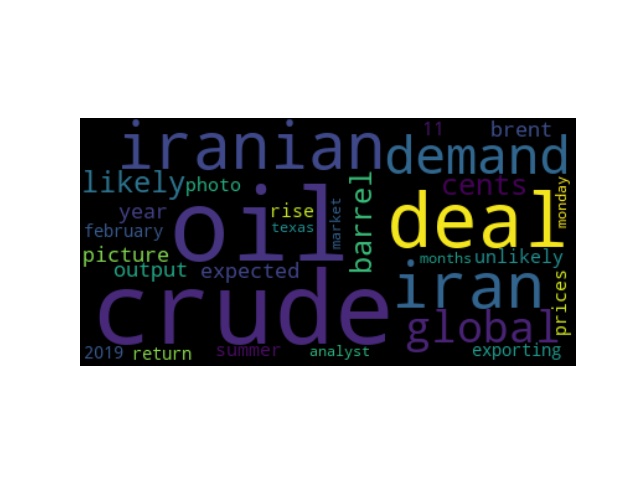 iranian
11
brent
demand
likely
photo
barrel
cents
monday
year
oil
rise
market
deal
february
texas
picture
output
expected
months
unlikely
crude
iran
prices
global
2019
return
summer
analyst
exporting